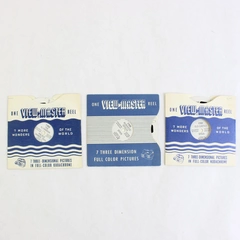 ONE VIEW-MASTER REEL
7 MORE WONDERS OF THE WORLD
7 THREE DIMENSION PICTURES
IN FULL COLOR KODACHROME
ONE VIEW-MASTER REEL
7 THREE DIMENSION
FULL COLOR PICTURES
ONE VIEW-MASTER REEL
7 MORE WONDERS OF THE WORLD
7 THREE DIMENSION PICTURES
IN FULL COLOR KODACHROME